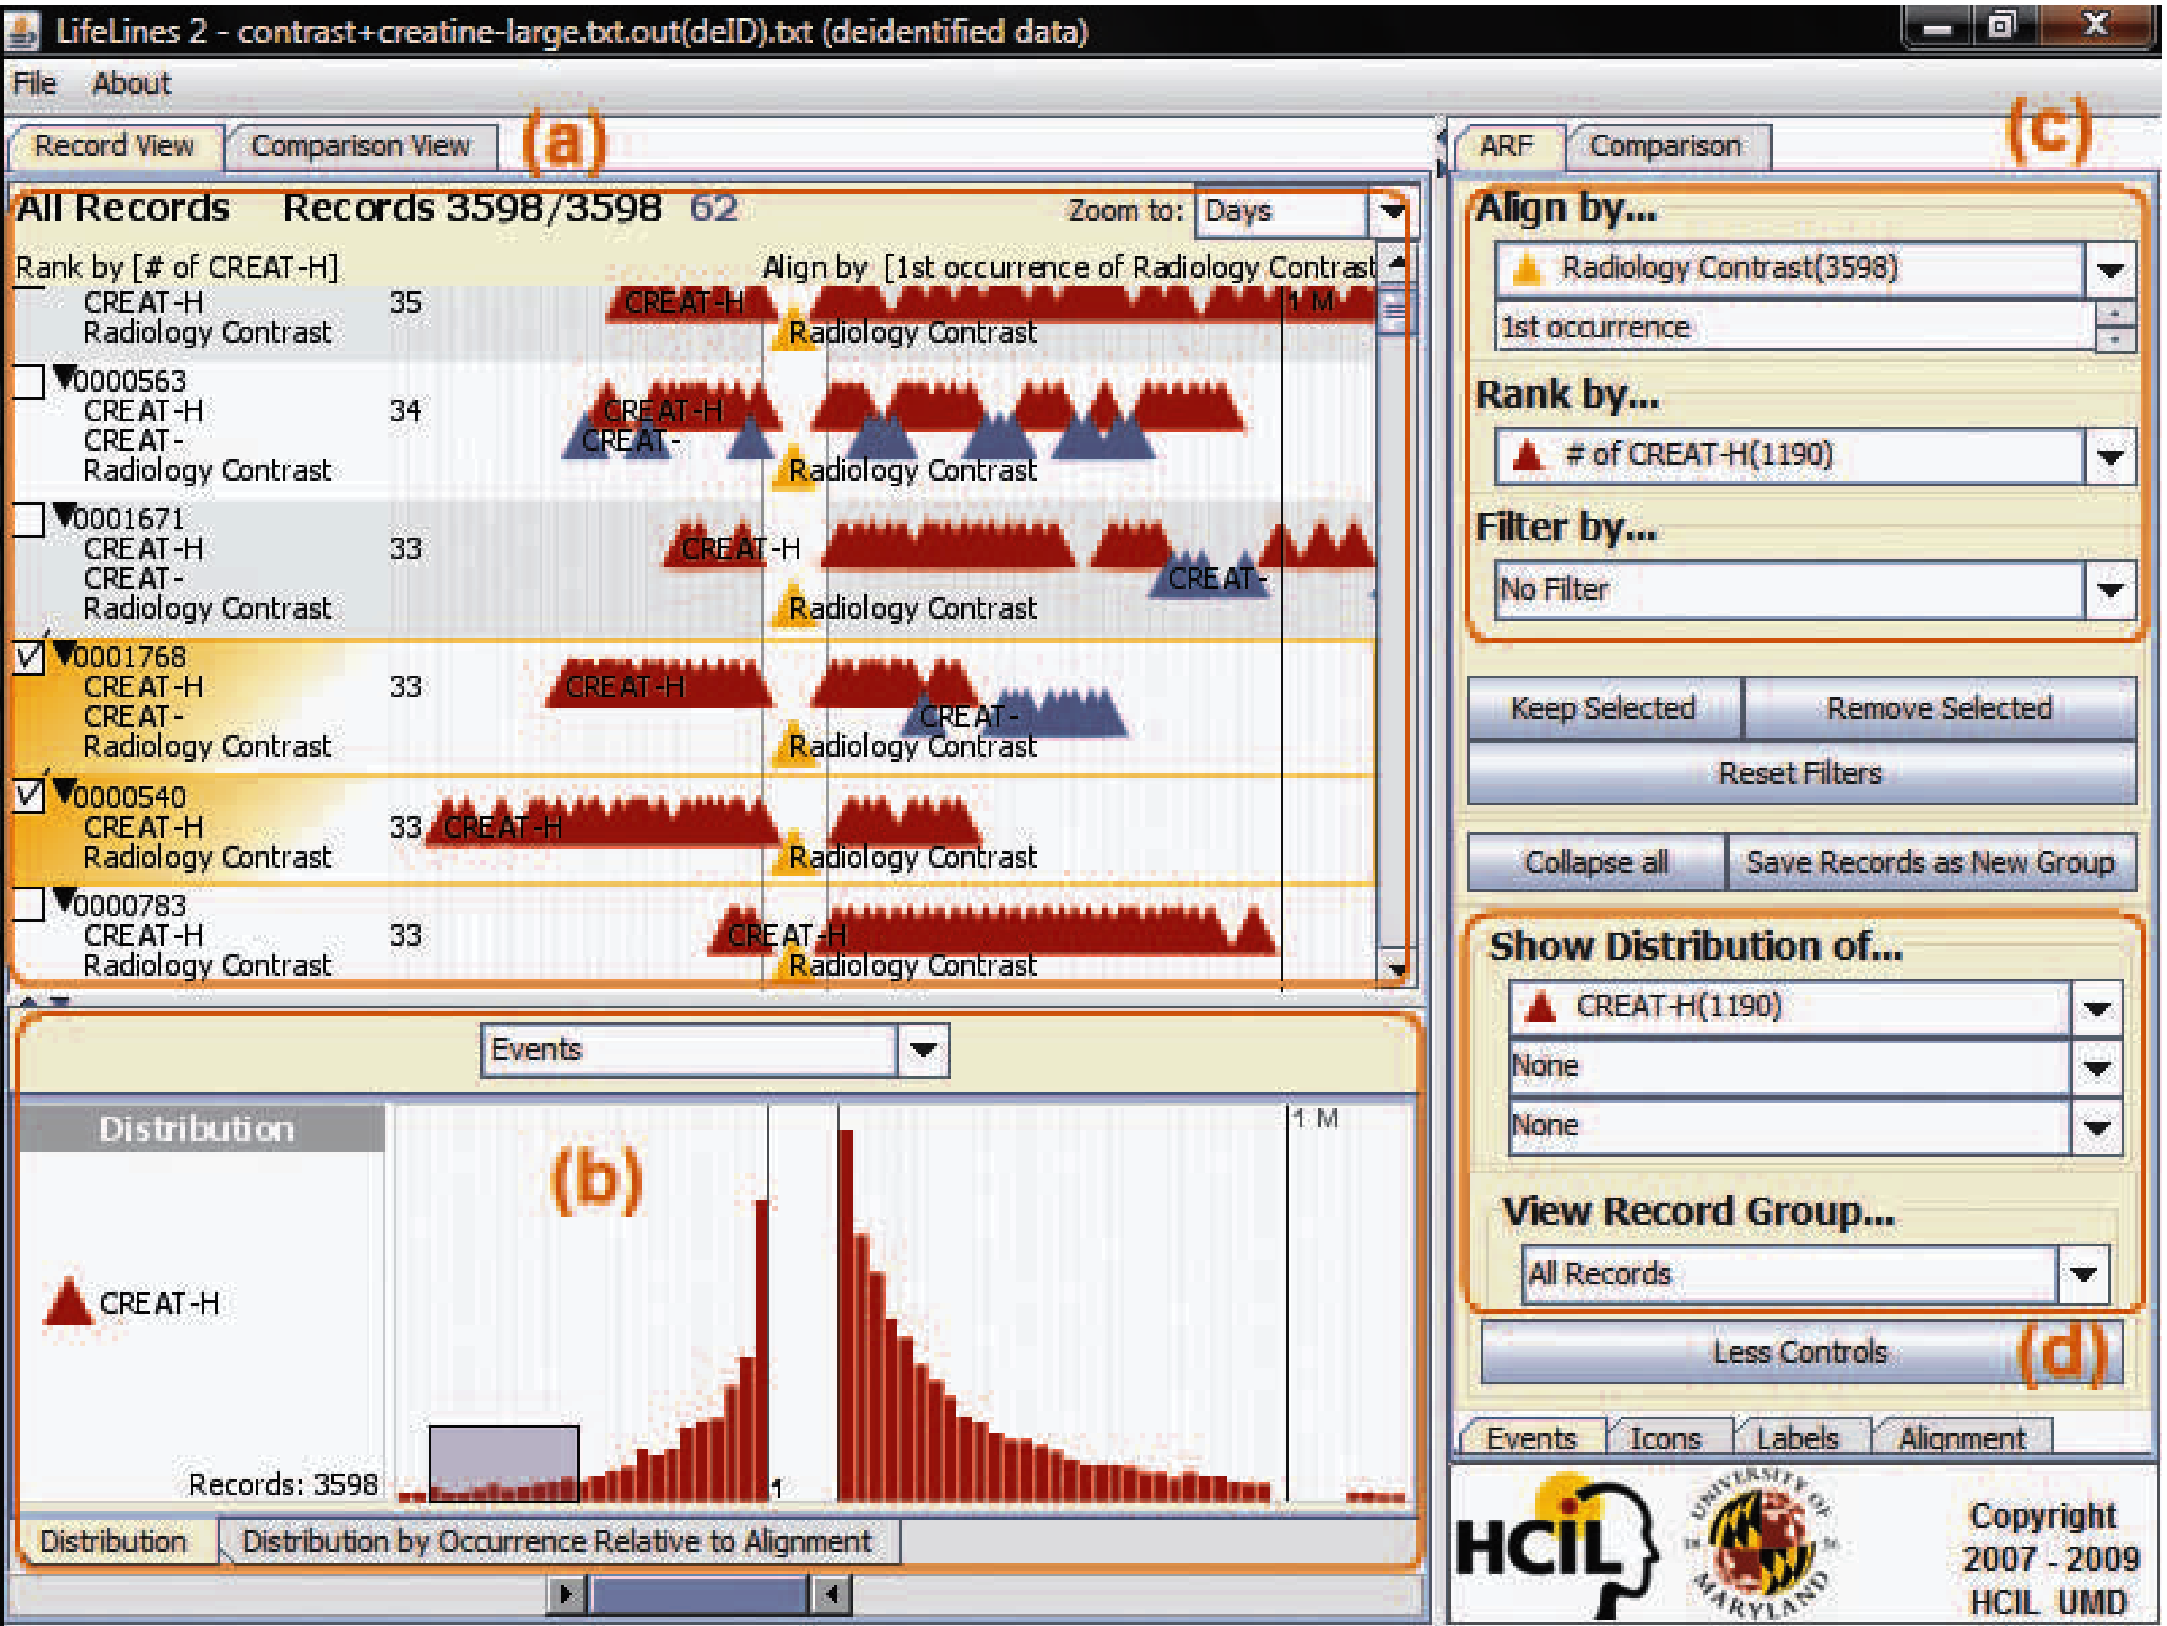 LifeLines 2 - contrast+creatine-large.txt.out(deID).txt (deidentified data)
File About
Record View Comparison View (a)
All Records Records 3598/3598 62 Zoom to: Days
Rank by [# of CREAT-H] Align by [1st occurrence of Radiology Contrast
CREAT-H 35 CREAT-H 1 M
Radiology Contrast Radiology Contrast
0000563
CREAT-H 34 CREAT-H
CREAT- CREAT-
Radiology Contrast Radiology Contrast
0001671
CREAT-H 33 CREAT-H
CREAT- CREAT-
Radiology Contrast Radiology Contrast
0001768
CREAT-H 33 CREAT-H
CREAT- CREAT-
Radiology Contrast Radiology Contrast
0000540
CREAT-H 33 CREAT-H
Radiology Contrast Radiology Contrast
0000783
CREAT-H 33 CREAT-H
Radiology Contrast Radiology Contrast
Events
Distribution 1 M
(b)
CREAT-H
Records: 3598 1
Distribution Distribution by Occurrence Relative to Alignment
ARF Comparison (c)
Align by...
Radiology Contrast(3598)
1st occurrence
Rank by...
# of CREAT-H(1190)
Filter by...
No Filter
Keep Selected Remove Selected
Reset Filters
Collapse all Save Records as New Group
Show Distribution of...
CREAT-H(1190)
None
None
View Record Group...
All Records
Less Controls (d)
Events Icons Labels Alignment
HCIL
UNIVERSITY OF
18 56
MARYLAND
Copyright
2007 - 2009
HCIL UMD